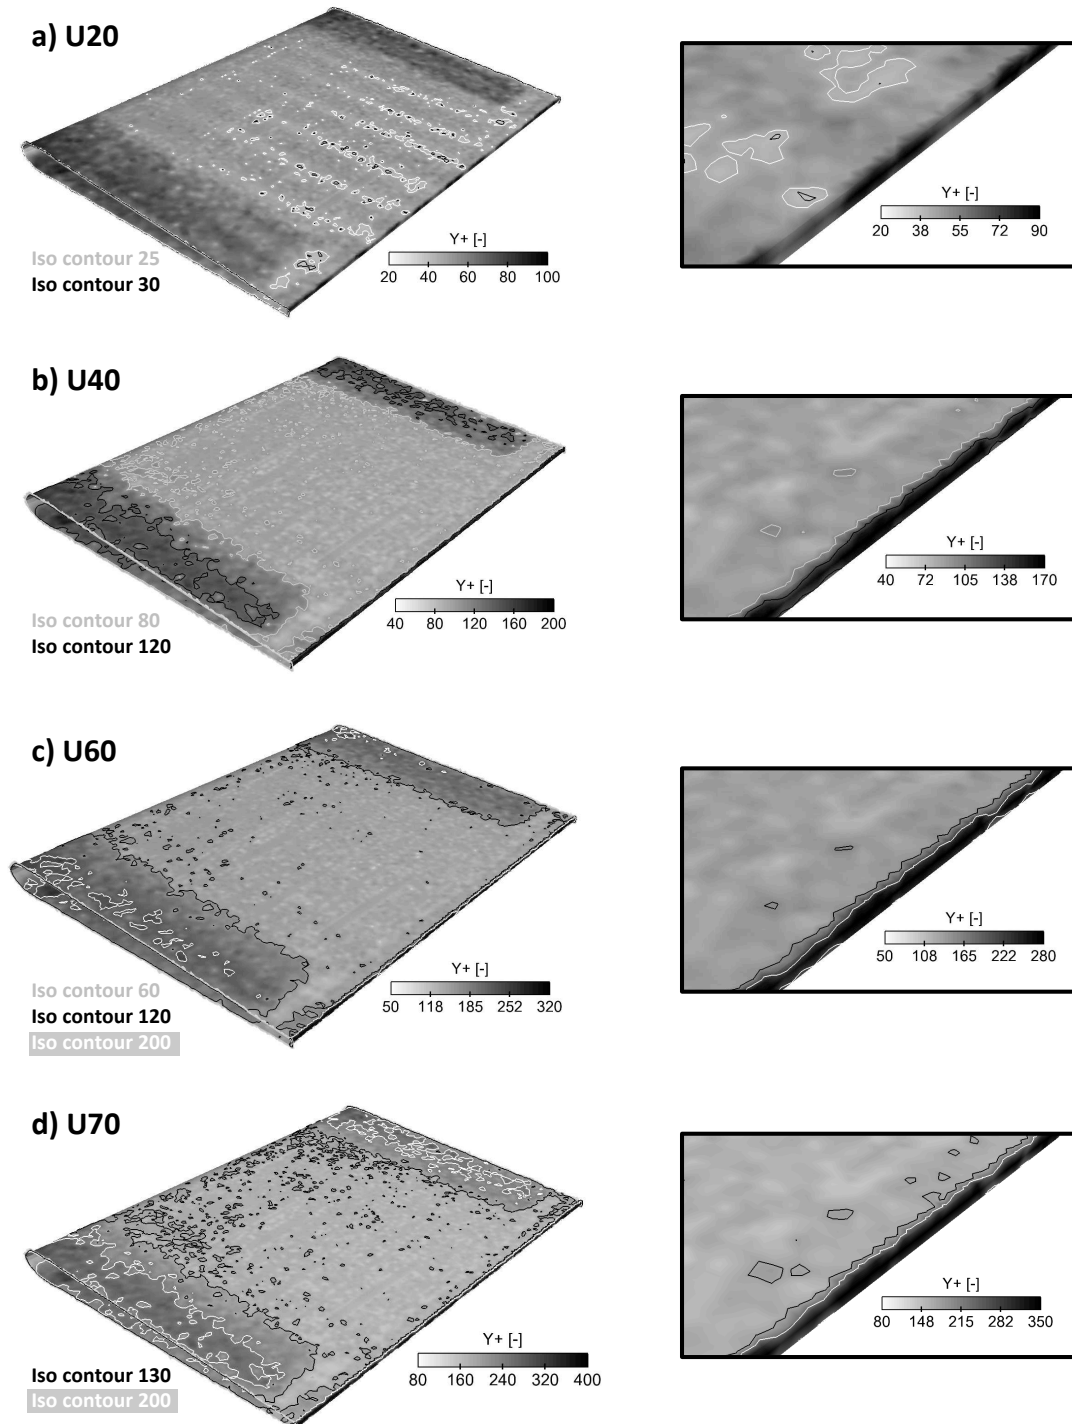 a) U20
Y+ [-]
20 40 60 80 100
Iso contour 25
Iso contour 30
Y+ [-]
20 38 55 72 90
b) U40
Y+ [-]
40 80 120 160 200
Iso contour 80
Iso contour 120
Y+ [-]
40 72 105 138 170
c) U60
Y+ [-]
50 118 185 252 320
Iso contour 60
Iso contour 120
Iso contour 200
Y+ [-]
50 108 165 222 280
d) U70
Y+ [-]
80 160 240 320 400
Iso contour 130
Iso contour 200
Y+ [-]
80 148 215 282 350